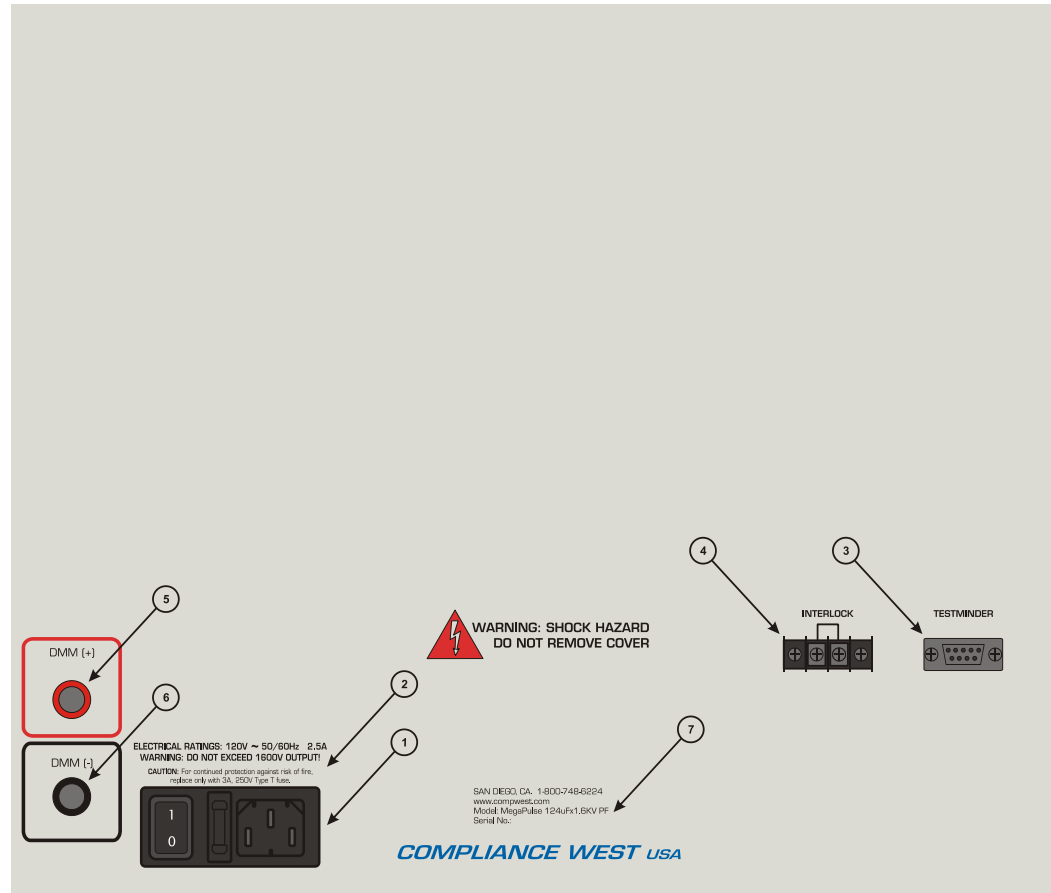 4
3
5
INTERLOCK
TESTMINDER
WARNING: SHOCK HAZARD
DO NOT REMOVE COVER
DMM (+)
2
6
7
1
ELECTRICAL RATINGS: 120V ~ 50/60Hz 2.5A
WARNING: DO NOT EXCEED 1600V OUTPUT!
DMM (-)
CAUTION: For continued protection against risk of fire,
replace only with 3A, 250V Type T fuse.
1
0
SAN DIEGO, CA. 1-800-748-6224
www.compwest.com
Model: MegaPulse 124uFx1.6KV PF
Serial No.:
COMPLIANCE WEST USA